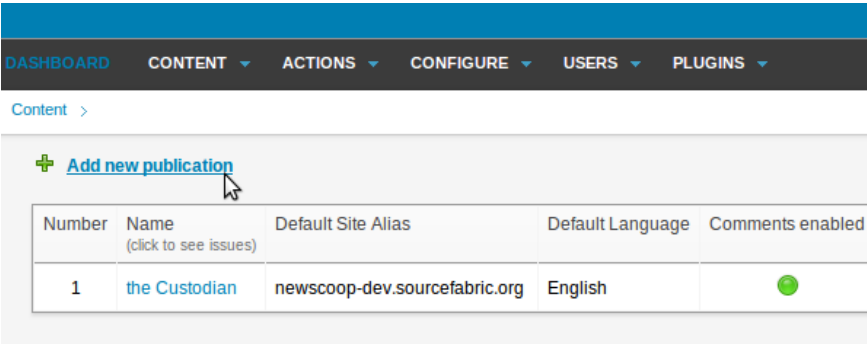 DASHBOARD CONTENT ACTIONS CONFIGURE USERS PLUGINS
Content >
Add new publication
Number Name Default Site Alias Default Language Comments enabled
(click to see issues)
1 the Custodian newscoop-dev.sourcefabric.org English